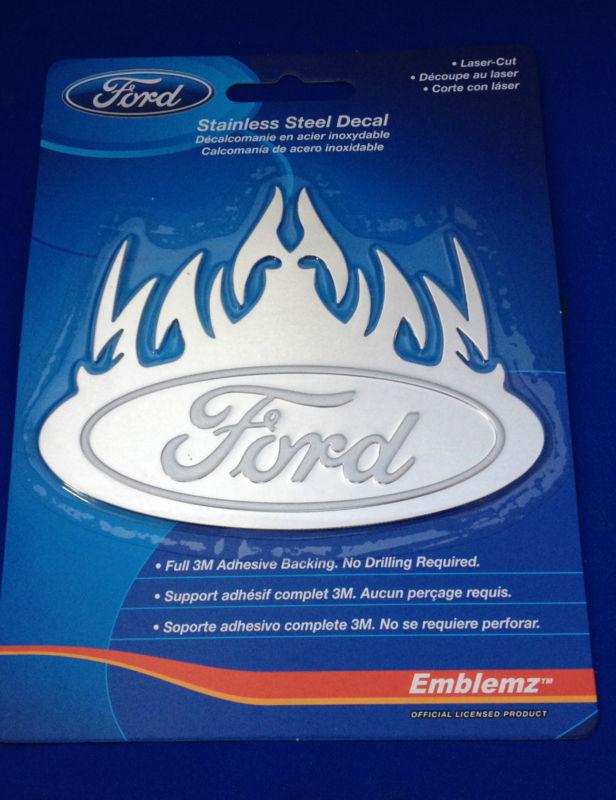 Ford
• Laser-Cut
• Découpe au laser
• Corte con láser
Stainless Steel Decal
Décalcomanie en acier inoxydable
Calcomanía de acero inoxidable
Ford
• Full 3M Adhesive Backing. No Drilling Required.
• Support adhésif complet 3M. Aucun perçage requis.
• Soporte adhesivo complete 3M. No se requiere perforar.
Emblemz™
OFFICIAL LICENSED PRODUCT